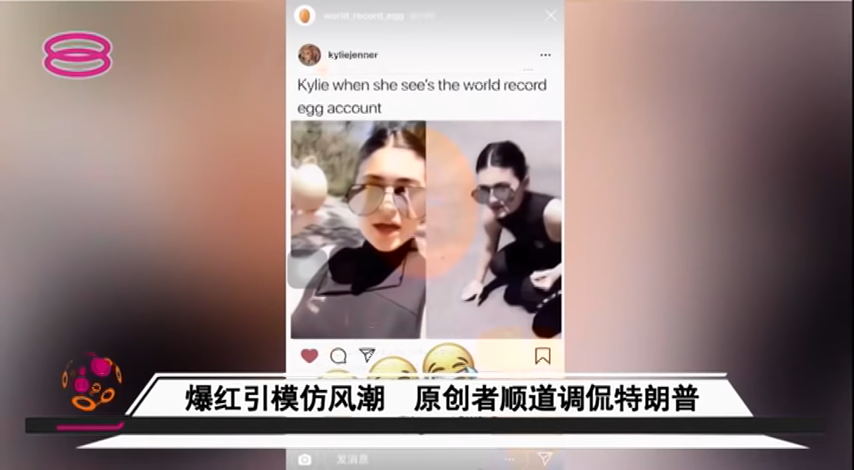 world_record_egg
kyliejenner
Kylie when she see's the world record
egg account
爆红引模仿风潮 原创者顺道调侃特朗普
发消息